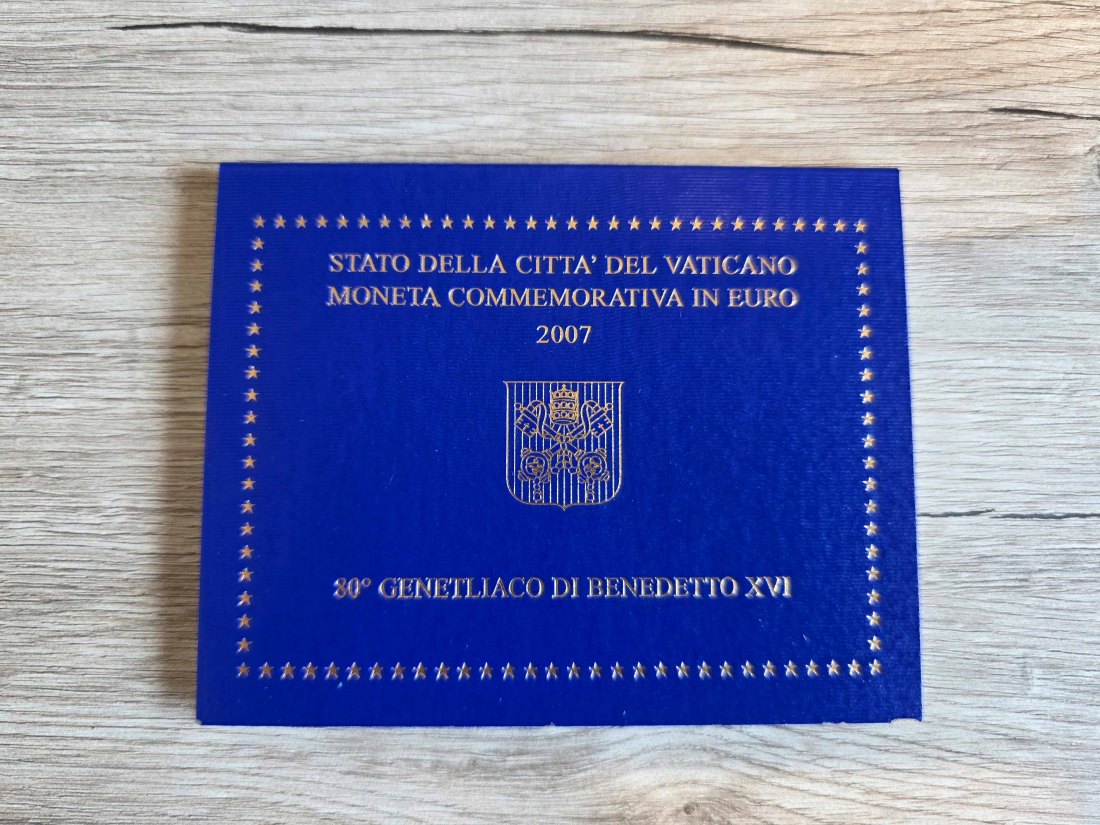 STATO DELLA CITTA' DEL VATICANO
MONETA COMMEMORATIVA IN EURO
2007
80° GENETLIACO DI BENEDETTO XVI